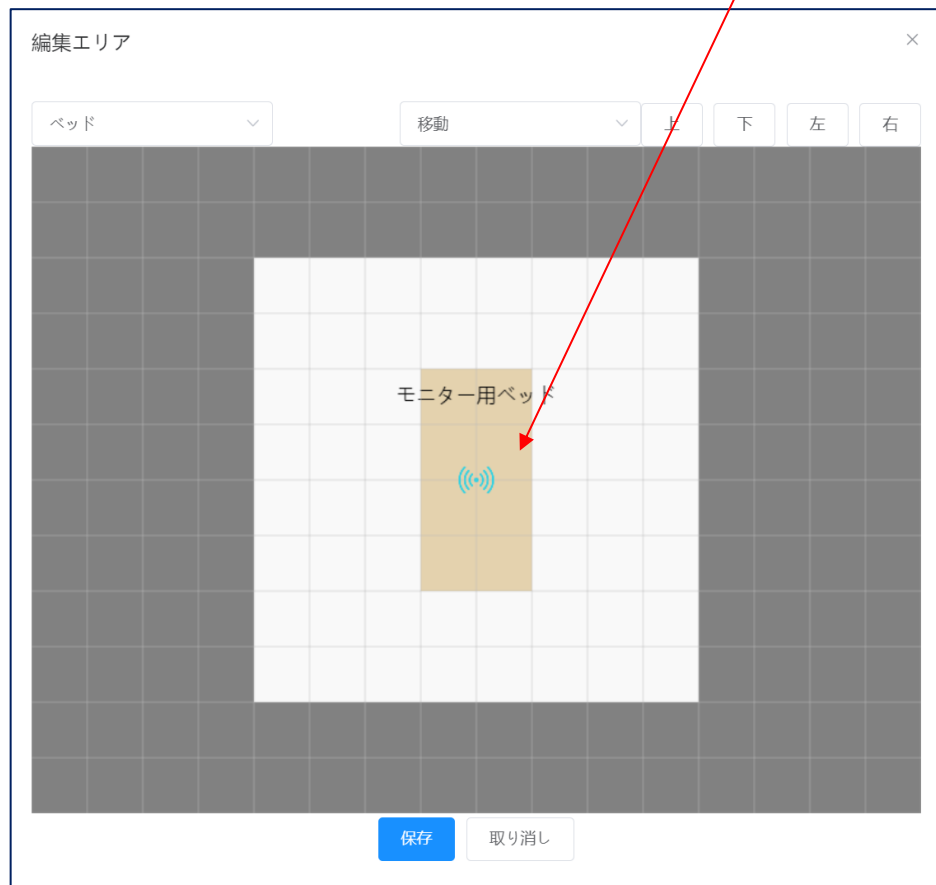 編集エリア
ベッド 移動 上 下 左 右
モニター用ベッド
保存 取り消し